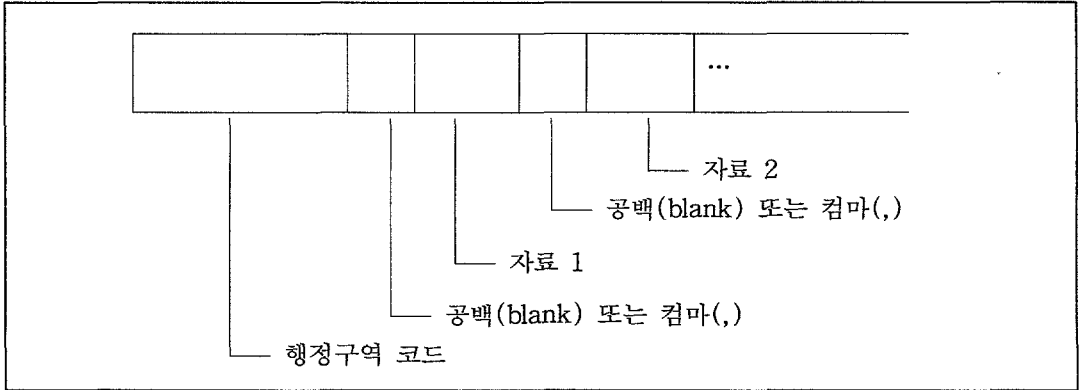 ...
자료 2
공백(blank) 또는 컴마(,)
자료 1
공백(blank) 또는 컴마(,)
행정구역 코드